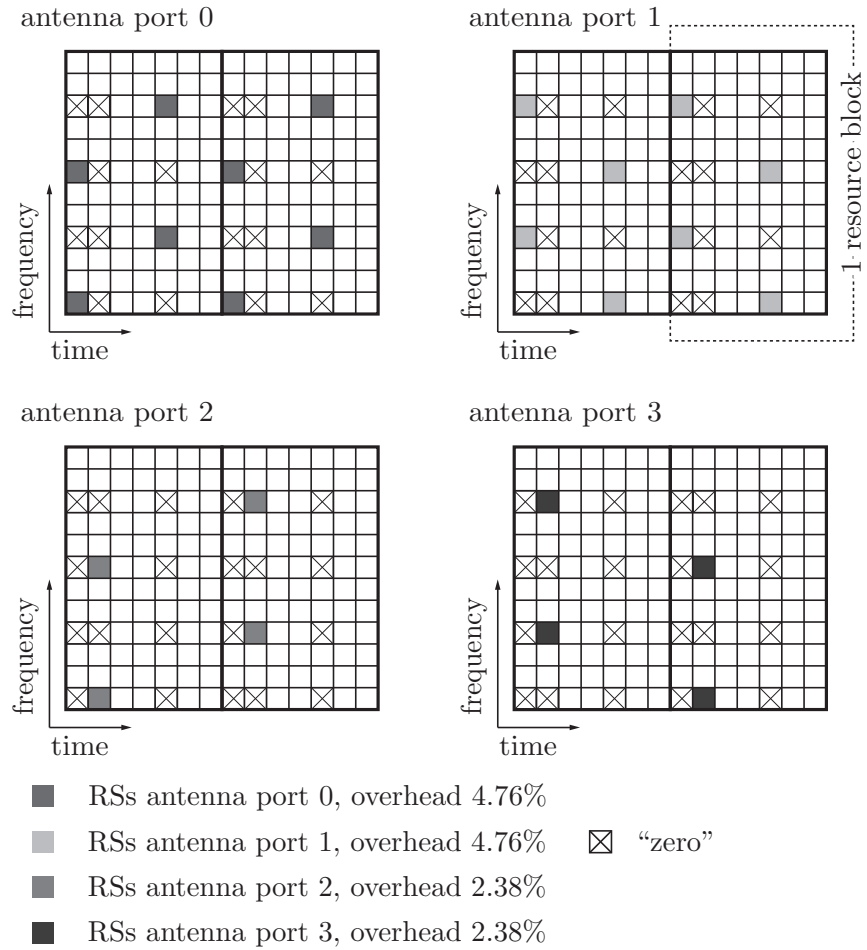 antenna port 0
antenna port 1
1 resource block
frequency
time
frequency
time
antenna port 2
antenna port 3
frequency
time
frequency
time
RSs antenna port 0, overhead 4.76%
RSs antenna port 1, overhead 4.76%
“zero”
RSs antenna port 2, overhead 2.38%
RSs antenna port 3, overhead 2.38%